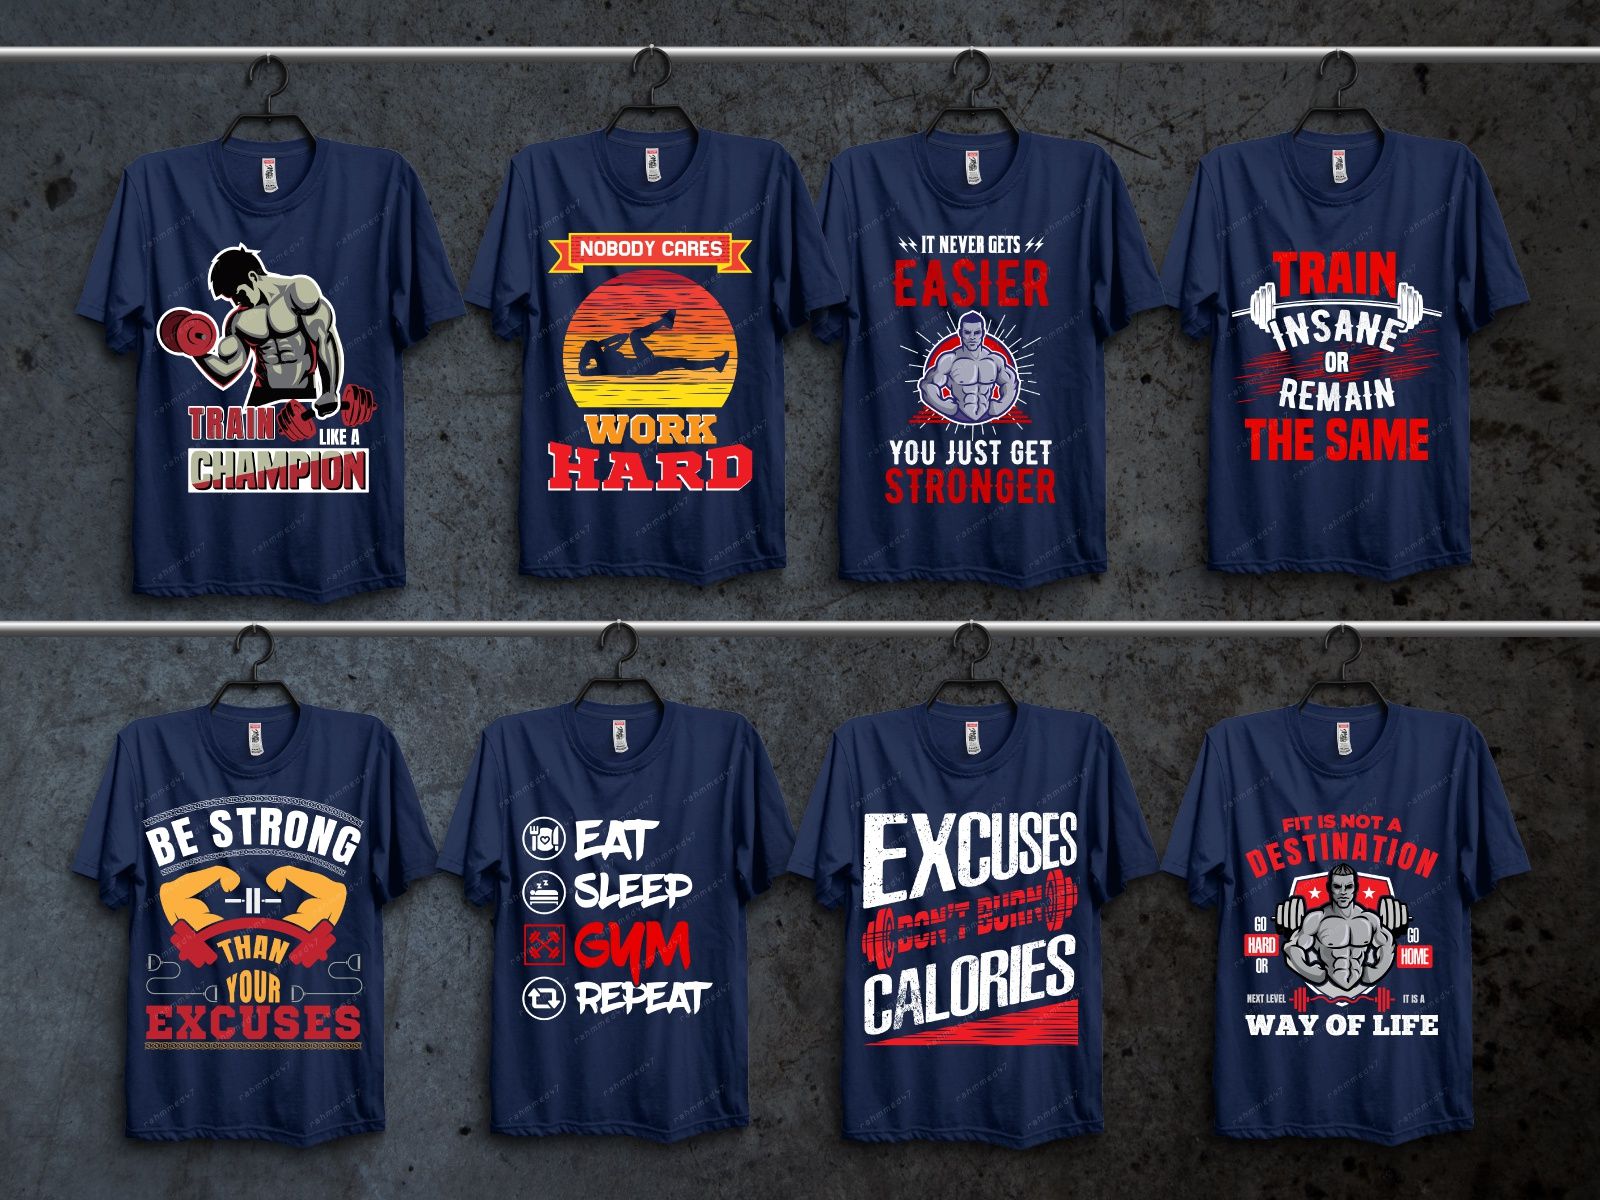 TRAIN
LIKE A
CHAMPION
NOBODY CARES
WORK
HARD
IT NEVER GETS
EASIER
YOU JUST GET
STRONGER
TRAIN
INSANE
OR
REMAIN
THE SAME
BE STRONG
THAN
YOUR
EXCUSES
EAT
SLEEP
GYM
REPEAT
EXCUSES
DON'T BURN
CALORIES
FIT IS NOT A
DESTINATION
GO
HARD
OR
GO
HOME
NEXT LEVEL
IT IS A
WAY OF LIFE
rahmmed47